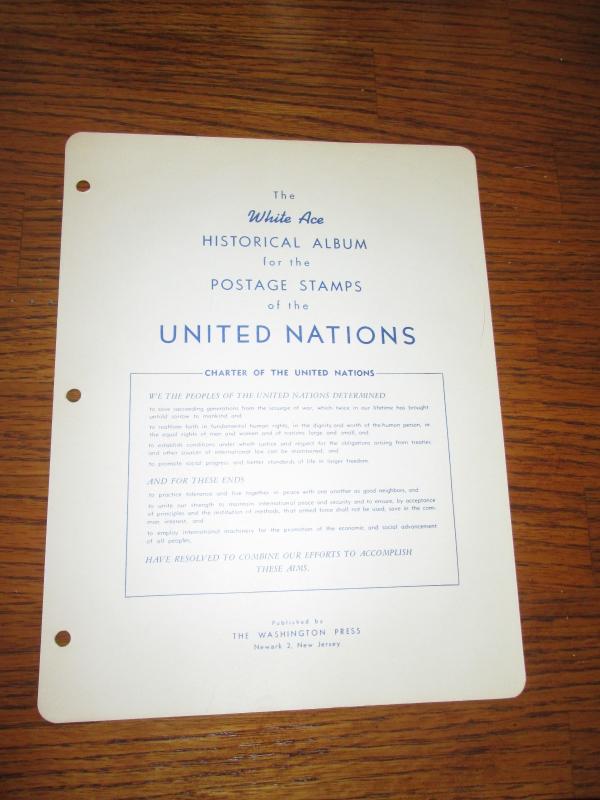 The
White Ace
HISTORICAL ALBUM
for the
POSTAGE STAMPS
of the
UNITED NATIONS
CHARTER OF THE UNITED NATIONS
WE THE PEOPLES OF THE UNITED NATIONS DETERMINED
to save succeeding generations from the scourge of war, which twice in our lifetime has brought
untold sorrow to mankind and
to reaffirm faith in fundamental human rights, in the dignity and worth of the human person, in
the equal rights of men and women and of nations large and small, and,
to establish conditions under which justice and respect for the obligations arising from treaties
and other sources of international law can be maintained, and
to promote social progress and better standards of life in larger freedom.
AND FOR THESE ENDS
to practice tolerance and live together in peace with one another as good neighbors, and
to unite our strength to maintain international peace and security and to ensure, by acceptance
of principles and the institution of methods, that armed force shall not be used, save in the com-
mon interest, and
to employ international machinery for the promotion of the economic and social advancement
of all peoples,
HAVE RESOLVED TO COMBINE OUR EFFORTS TO ACCOMPLISH
THESE AIMS.
Published by
THE WASHINGTON PRESS
Newark 2, New Jersey